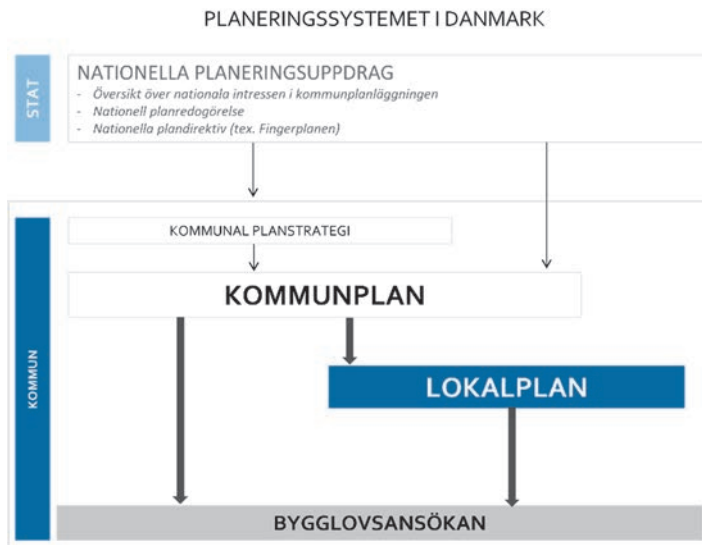 PLANERINGSSYSTEMET I DANMARK
STAT
NATIONELLA PLANERINGSUPPDRAG
- Översikt över nationala intressen i kommunplanläggningen
- Nationell planredogörelse
- Nationella plandirektiv (tex. Fingerplanen)
KOMMUN
KOMMUNAL PLANSTRATEGI
KOMMUNPLAN
LOKALPLAN
BYGGLOVSANSÖKAN